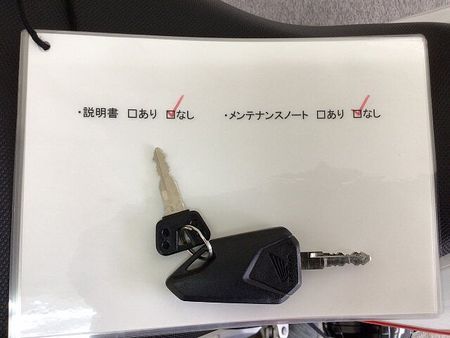 ・説明書 □あり ☑なし ・メンテナンスノート □あり ☑なし